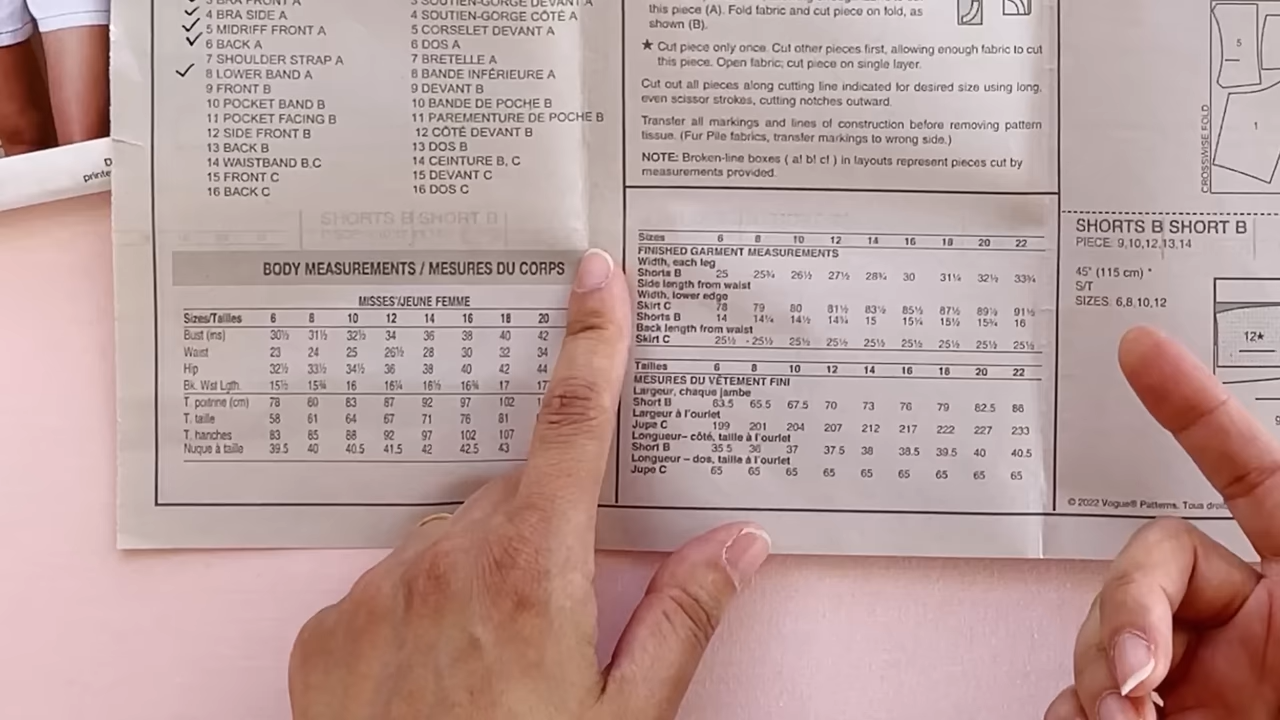 3 BRA FRONT A
4 BRA SIDE A
5 MIDRIFF FRONT A
6 BACK A
7 SHOULDER STRAP A
8 LOWER BAND A
9 FRONT B
10 POCKET BAND B
11 POCKET FACING B
12 SIDE FRONT B
13 BACK B
14 WAISTBAND B,C
15 FRONT C
16 BACK C
3 SOUTIEN-GORGE DEVANT A
4 SOUTIEN-GORGE CÔTÉ A
5 CORSELET DEVANT A
6 DOS A
7 BRETELLE A
8 BANDE INFÉRIEURE A
9 DEVANT B
10 BANDE DE POCHE B
11 PAREMENTURE DE POCHE B
12 CÔTÉ DEVANT B
13 DOS B
14 CEINTURE B, C
15 DEVANT C
16 DOS C
SHORTS B SHORT B
BODY MEASUREMENTS / MESURES DU CORPS
MISSES'/JEUNE FEMME
Sizes/Tailles 6 8 10 12 14 16 18 20
Bust (ins) 30½ 31½ 32½ 34 36 38 40 42
Waist 23 24 25 26½ 28 30 32 34
Hip 32½ 33½ 34½ 36 38 40 42 44
Bk. Wst Lgth. 15½ 15¾ 16 16¼ 16½ 16¾ 17
T. poitrine (cm) 78 80 83 87 92 97 102
T. taille 58 61 64 67 71 76 81
T. hanches 83 85 88 92 97 102 107
Nuque à taille 39.5 40 40.5 41.5 42 42.5 43
this piece (A). Fold fabric and cut piece on fold, as
shown (B).
★ Cut piece only once. Cut other pieces first, allowing enough fabric to cut
this piece. Open fabric; cut piece on single layer.
Cut out all pieces along cutting line indicated for desired size using long,
even scissor strokes, cutting notches outward.
Transfer all markings and lines of construction before removing pattern
tissue. (Fur Pile fabrics, transfer markings to wrong side.)
NOTE: Broken-line boxes ( a! b! c! ) in layouts represent pieces cut by
measurements provided.
Sizes 6 8 10 12 14 16 18 20 22
FINISHED GARMENT MEASUREMENTS
Width, each leg
Shorts B 25 25¾ 26½ 27½ 28¾ 30 31¼ 32½ 33¾
Side length from waist
Width, lower edge
Skirt C 78 79 80 81½ 83½ 85½ 87½ 89½ 91½
Shorts B 14 14¼ 14½ 14¾ 15 15¼ 15½ 15¾ 16
Back length from waist
Skirt C 25½ 25½ 25½ 25½ 25½ 25½ 25½ 25½ 25½
Tailles 6 8 10 12 14 16 18 20 22
MESURES DU VÊTEMENT FINI
Largeur, chaque jambe
Short B 63.5 65.5 67.5 70 73 76 79 82.5 86
Largeur à l'ourlet
Jupe C 199 201 204 207 212 217 222 227 233
Longueur– côté, taille à l'ourlet
Short B 35.5 36 37 37.5 38 38.5 39.5 40 40.5
Longueur – dos, taille à l'ourlet
Jupe C 65 65 65 65 65 65 65 65 65
5
1
CROSSWISE FOLD
SHORTS B SHORT B
PIECE: 9,10,12,13,14
45" (115 cm) *
S/T
SIZES: 6,8,10,12
12★
© 2022 Vogue® Patterns. Tous